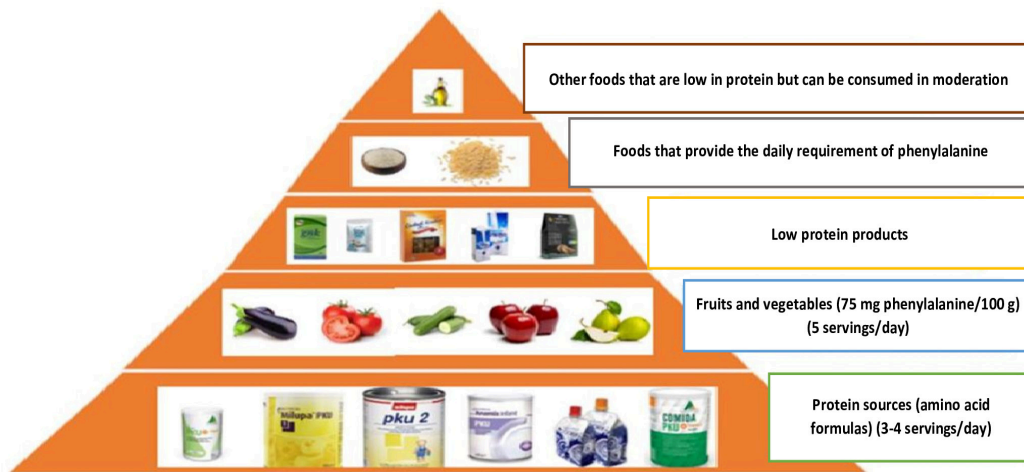 Other foods that are low in protein but can be consumed in moderation
Foods that provide the daily requirement of phenylalanine
Low protein products
Fruits and vegetables (75 mg phenylalanine/100 g)
(5 servings/day)
Protein sources (amino acid
formulas) (3-4 servings/day)
Milupa PKU
milupa
pku 2
PKU
COMIDA
PKU